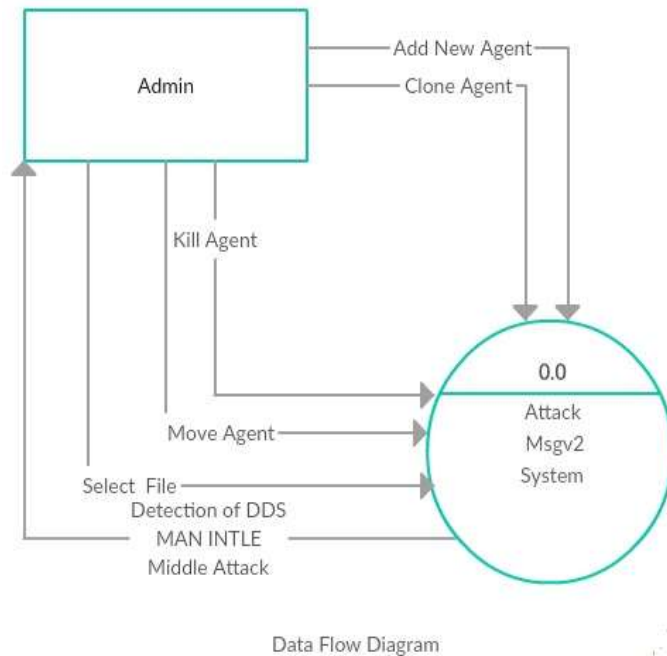 Admin
Add New Agent
Clone Agent
Kill Agent
0.0
Attack
Msgv2
System
Move Agent
Select File
Detection of DDS
MAN INTLE
Middle Attack
Data Flow Diagram